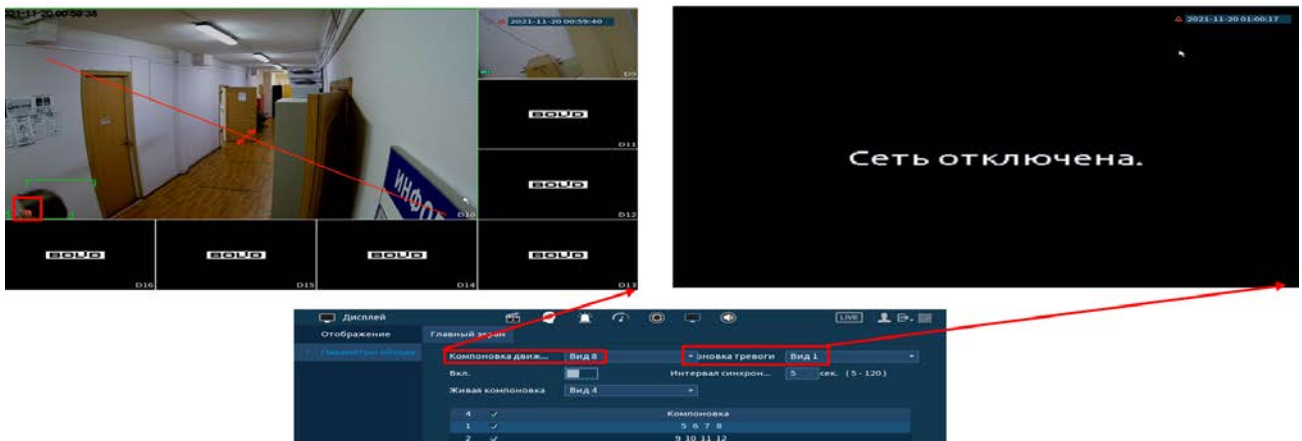 21-11-20 00:59:38
2021-11-20 00:59:40
D9
BOLID
D11
BOLID
D12
ИНФОР
D10
BOLID
D16
BOLID
D15
BOLID
D14
BOLID
D13
2021-11-20 01:00:17
Сеть отключена.
Дисплей
LIVE
Отображение
Главный экран
Параметры обхода
Компоновка движ... Вид 8
оновка тревоги Вид 1
Вкл.
Интервал синхрон... 5 сек. (5-120)
Живая компоновка Вид 4
4 Компоновка
1 5 6 7 8
2 9 10 11 12